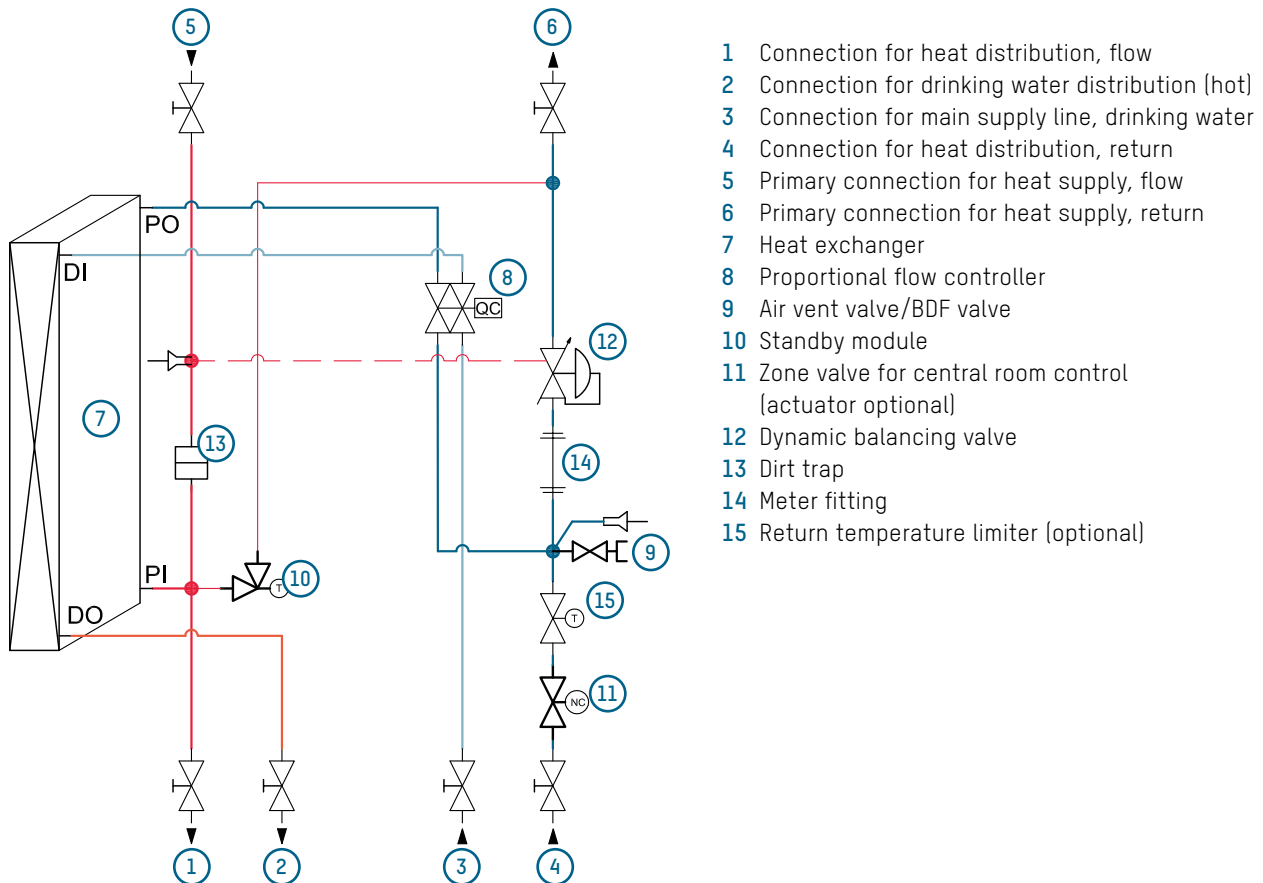 5
6
1 Connection for heat distribution, flow
2 Connection for drinking water distribution (hot)
3 Connection for main supply line, drinking water
4 Connection for heat distribution, return
5 Primary connection for heat supply, flow
6 Primary connection for heat supply, return
7 Heat exchanger
8 Proportional flow controller
9 Air vent valve/BDF valve
10 Standby module
11 Zone valve for central room control
(actuator optional)
12 Dynamic balancing valve
13 Dirt trap
14 Meter fitting
15 Return temperature limiter (optional)
PO
DI
8
QC
12
7
13
14
9
PI
T
10
DO
15
T
NC
11
1
2
3
4